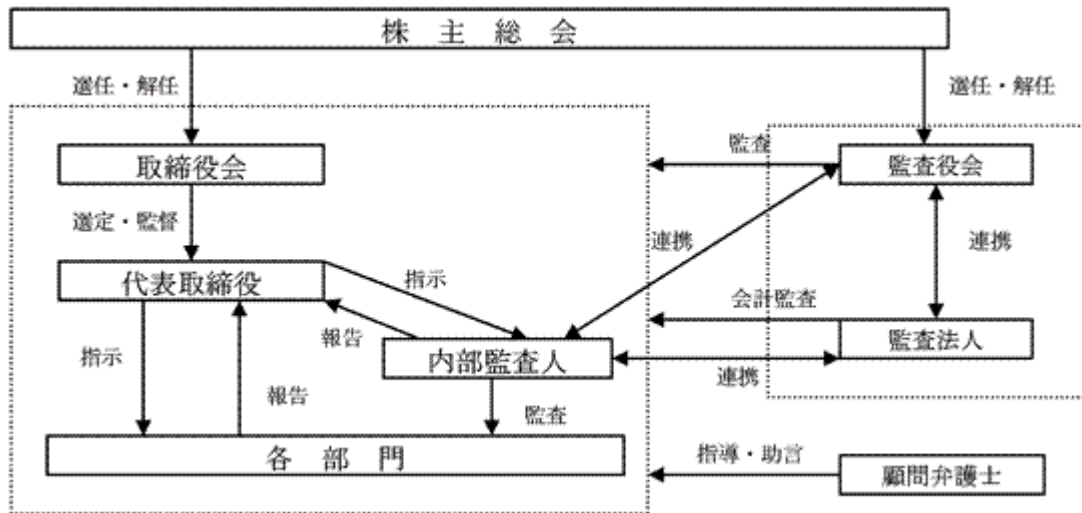 株主総会
選任・解任
選任・解任
取締役会
監査
監査役会
選定・監督
連携
連携
代表取締役
指示
会計監査
報告
監査法人
指示
内部監査人
連携
報告
監査
各部門
指導・助言
顧問弁護士